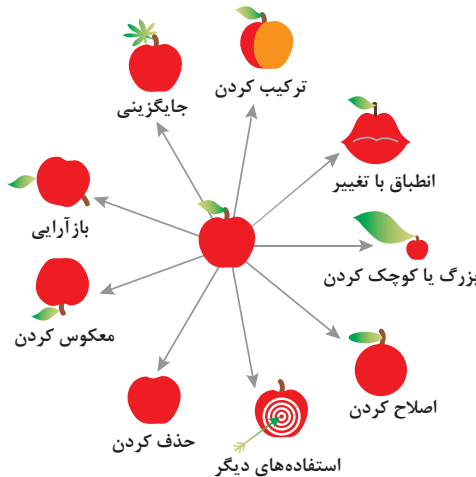 ترکیب کردن
جایگزینی
انطباق با تغییر
بازآرایی
بزرگ یا کوچک کردن
معکوس کردن
اصلاح کردن
حذف کردن
استفاده‌های دیگر